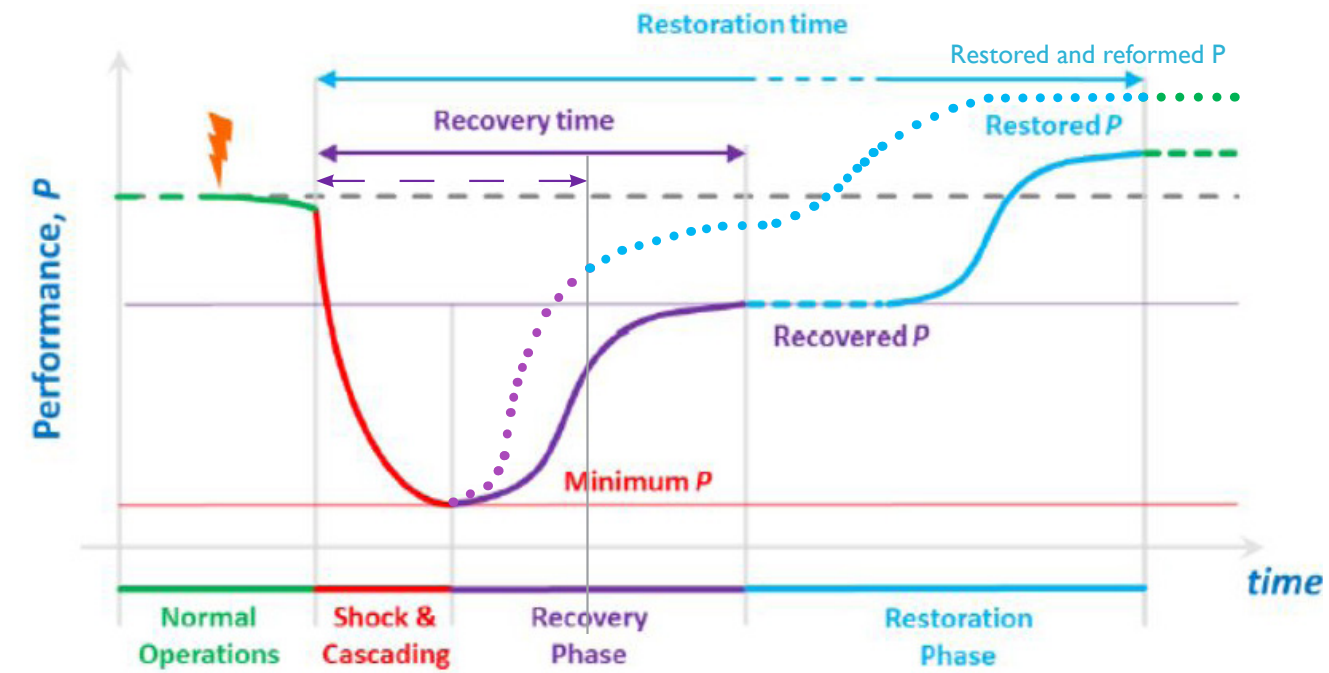 Restoration time
Restored and reformed P
Recovery time
Restored P
Performance, P
Recovered P
Minimum P
time
Normal
Operations
Shock &
Cascading
Recovery
Phase
Restoration
Phase